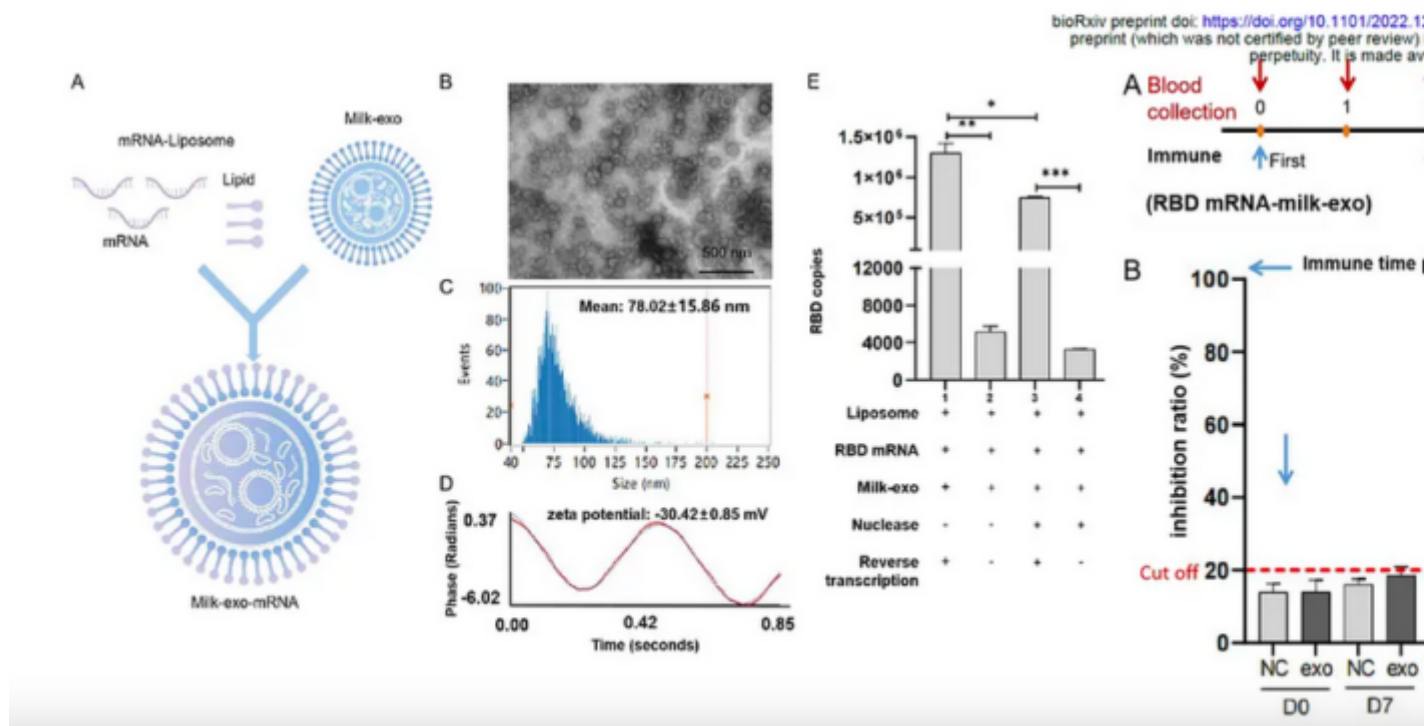 bioRxiv preprint doi: https://doi.org/10.1101/2022.12
preprint (which was not certified by peer review)
perpetuity. It is made av
A
mRNA-Liposome
Milk-exo
Lipid
mRNA
Milk-exo-mRNA
B
500 nm
C
Mean: 78.02±15.86 nm
Events
100
80
60
40
20
0
40 50 75 100 125 150 175 200 225 250
Size (nm)
D
zeta potential: -30.42±0.85 mV
Phase (Radians)
0.37
-6.02
0.00 0.42 0.85
Time (seconds)
E
*
**
***
RBD copies
1.5×10⁶
1×10⁶
5×10⁵
12000
8000
4000
0
1 2 3 4
Liposome + + + +
RBD mRNA + + + +
Milk-exo + + + +
Nuclease - - + +
Reverse + - + -
transcription
A
Blood
collection 0 1
Immune First
(RBD mRNA-milk-exo)
B
Immune time
inhibition ratio (%)
100
80
60
40
20
0
Cut off
NC exo NC exo
D0 D7